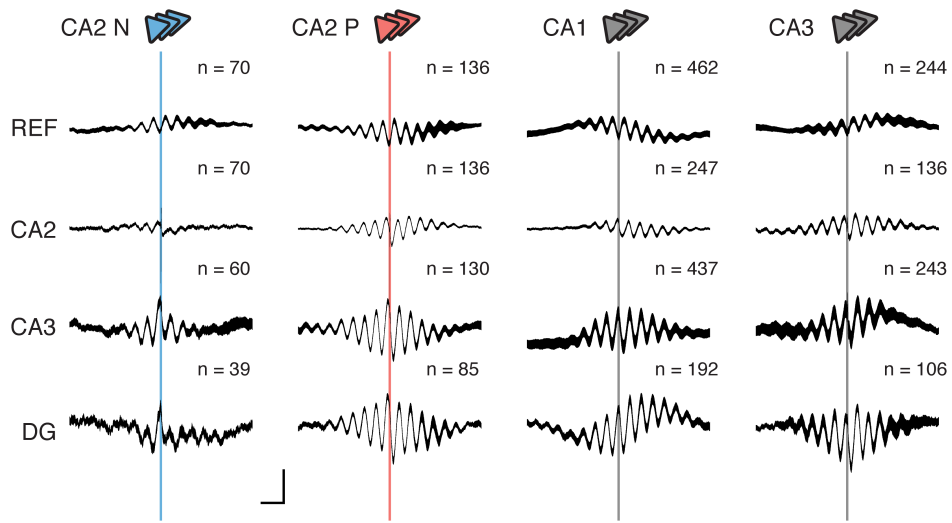 CA2 N CA2 P CA1 CA3
n = 70 n = 136 n = 462 n = 244
REF
n = 70 n = 136 n = 247 n = 136
CA2
n = 60 n = 130 n = 437 n = 243
CA3
n = 39 n = 85 n = 192 n = 106
DG